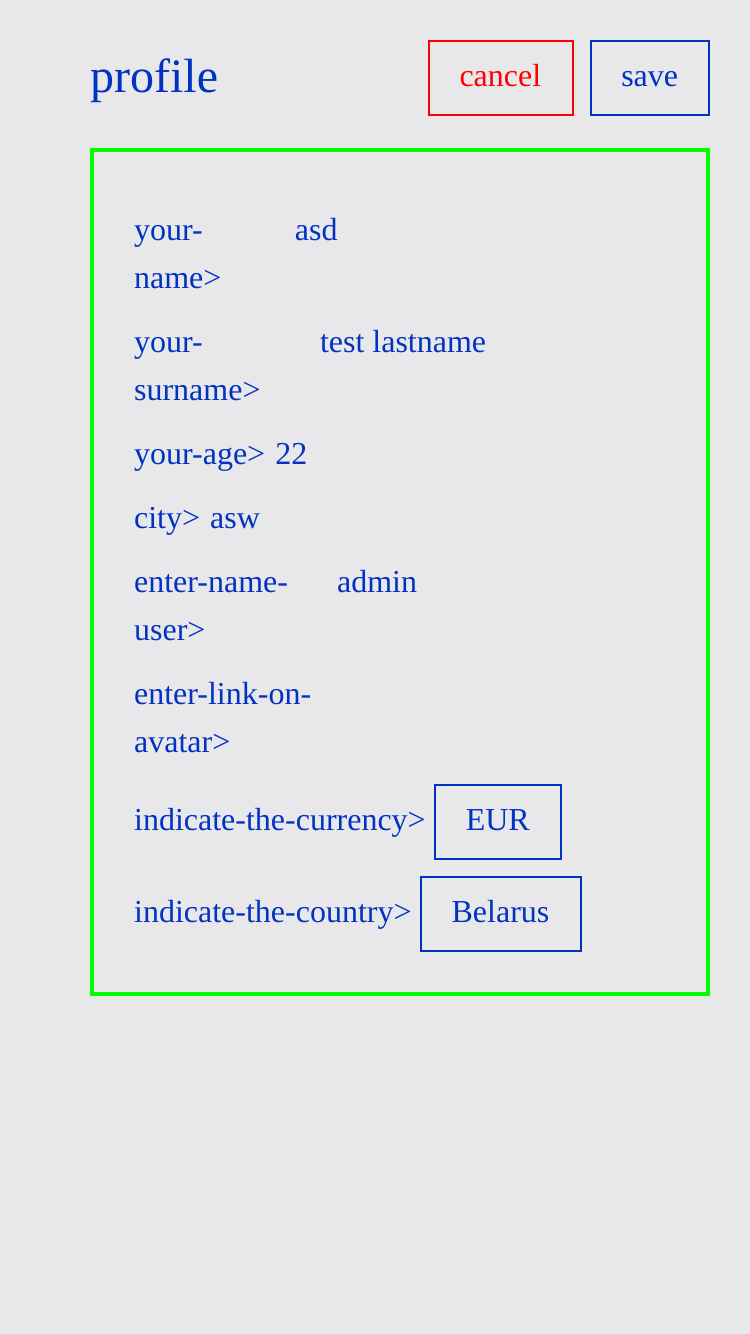 profile
cancel
save
your-name>
asd
your-surname>
test lastname
your-age> 22
city> asw
enter-name-user>
admin
enter-link-on-avatar>
indicate-the-currency> EUR
indicate-the-country> Belarus